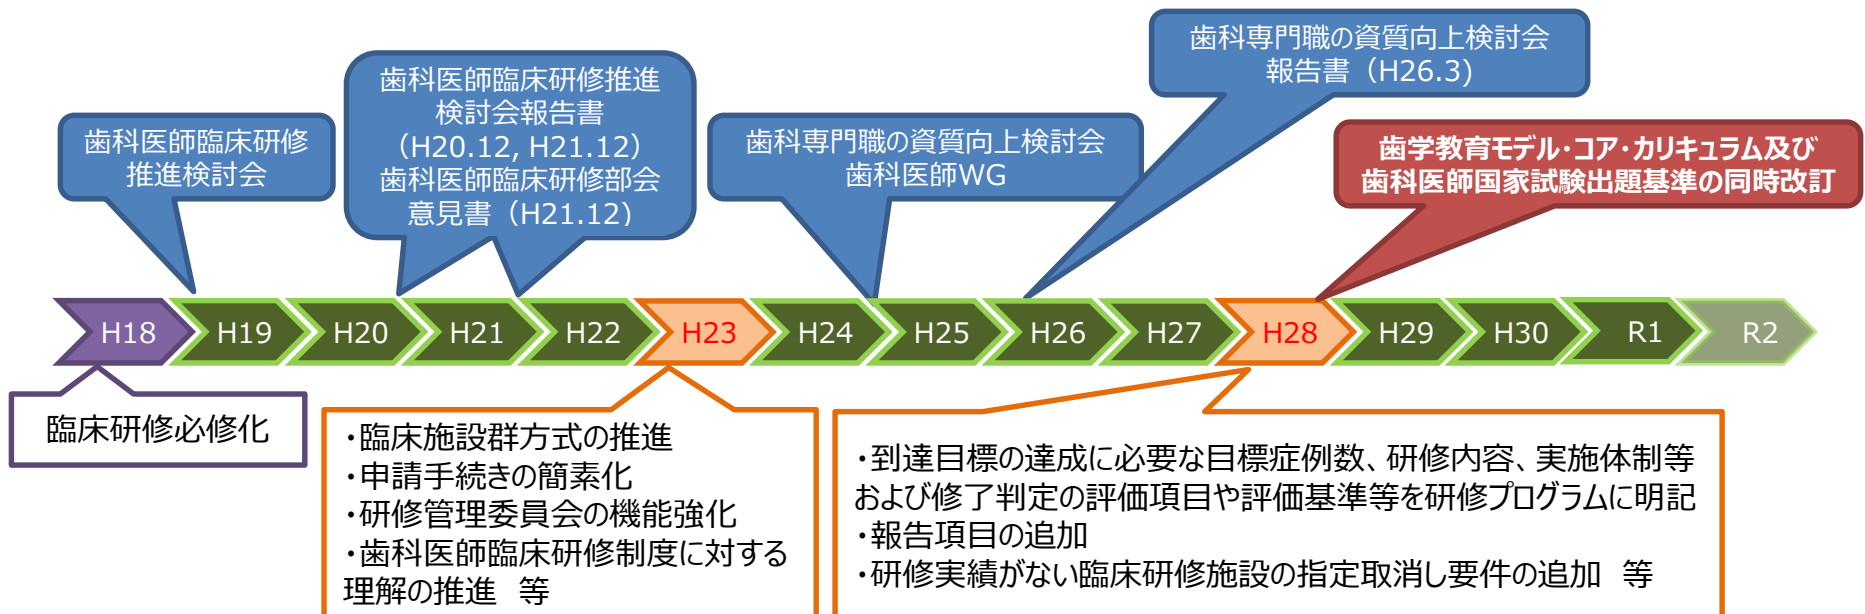 歯科医師臨床研修
推進検討会
歯科医師臨床研修推進
検討会報告書
（H20.12, H21.12）
歯科医師臨床研修部会
意見書（H21.12）
歯科専門職の資質向上検討会
歯科医師WG
歯科専門職の資質向上検討会
報告書（H26.3)
歯学教育モデル・コア・カリキュラム及び
歯科医師国家試験出題基準の同時改訂
H18
H19
H20
H21
H22
H23
H24
H25
H26
H27
H28
H29
H30
R1
R2
臨床研修必修化
・臨床施設群方式の推進
・申請手続きの簡素化
・研修管理委員会の機能強化
・歯科医師臨床研修制度に対する
理解の推進　等
・到達目標の達成に必要な目標症例数、研修内容、実施体制等
および修了判定の評価項目や評価基準等を研修プログラムに明記
・報告項目の追加
・研修実績がない臨床研修施設の指定取消し要件の追加　等